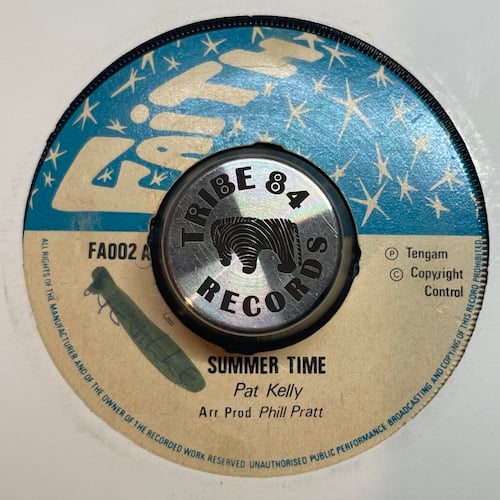 FAITH
TRIBE 84
RECORDS
FA002 A
℗ Tengam
© Copyright
Control
SUMMER TIME
Pat Kelly
Arr. Prod. Phill Pratt
ALL RIGHTS OF THE MANUFACTURER AND OF THE OWNER OF THE RECORDED WORK RESERVED UNAUTHORISED PUBLIC PERFORMANCE BROADCASTING AND COPYING OF THIS RECORD PROHIBITED